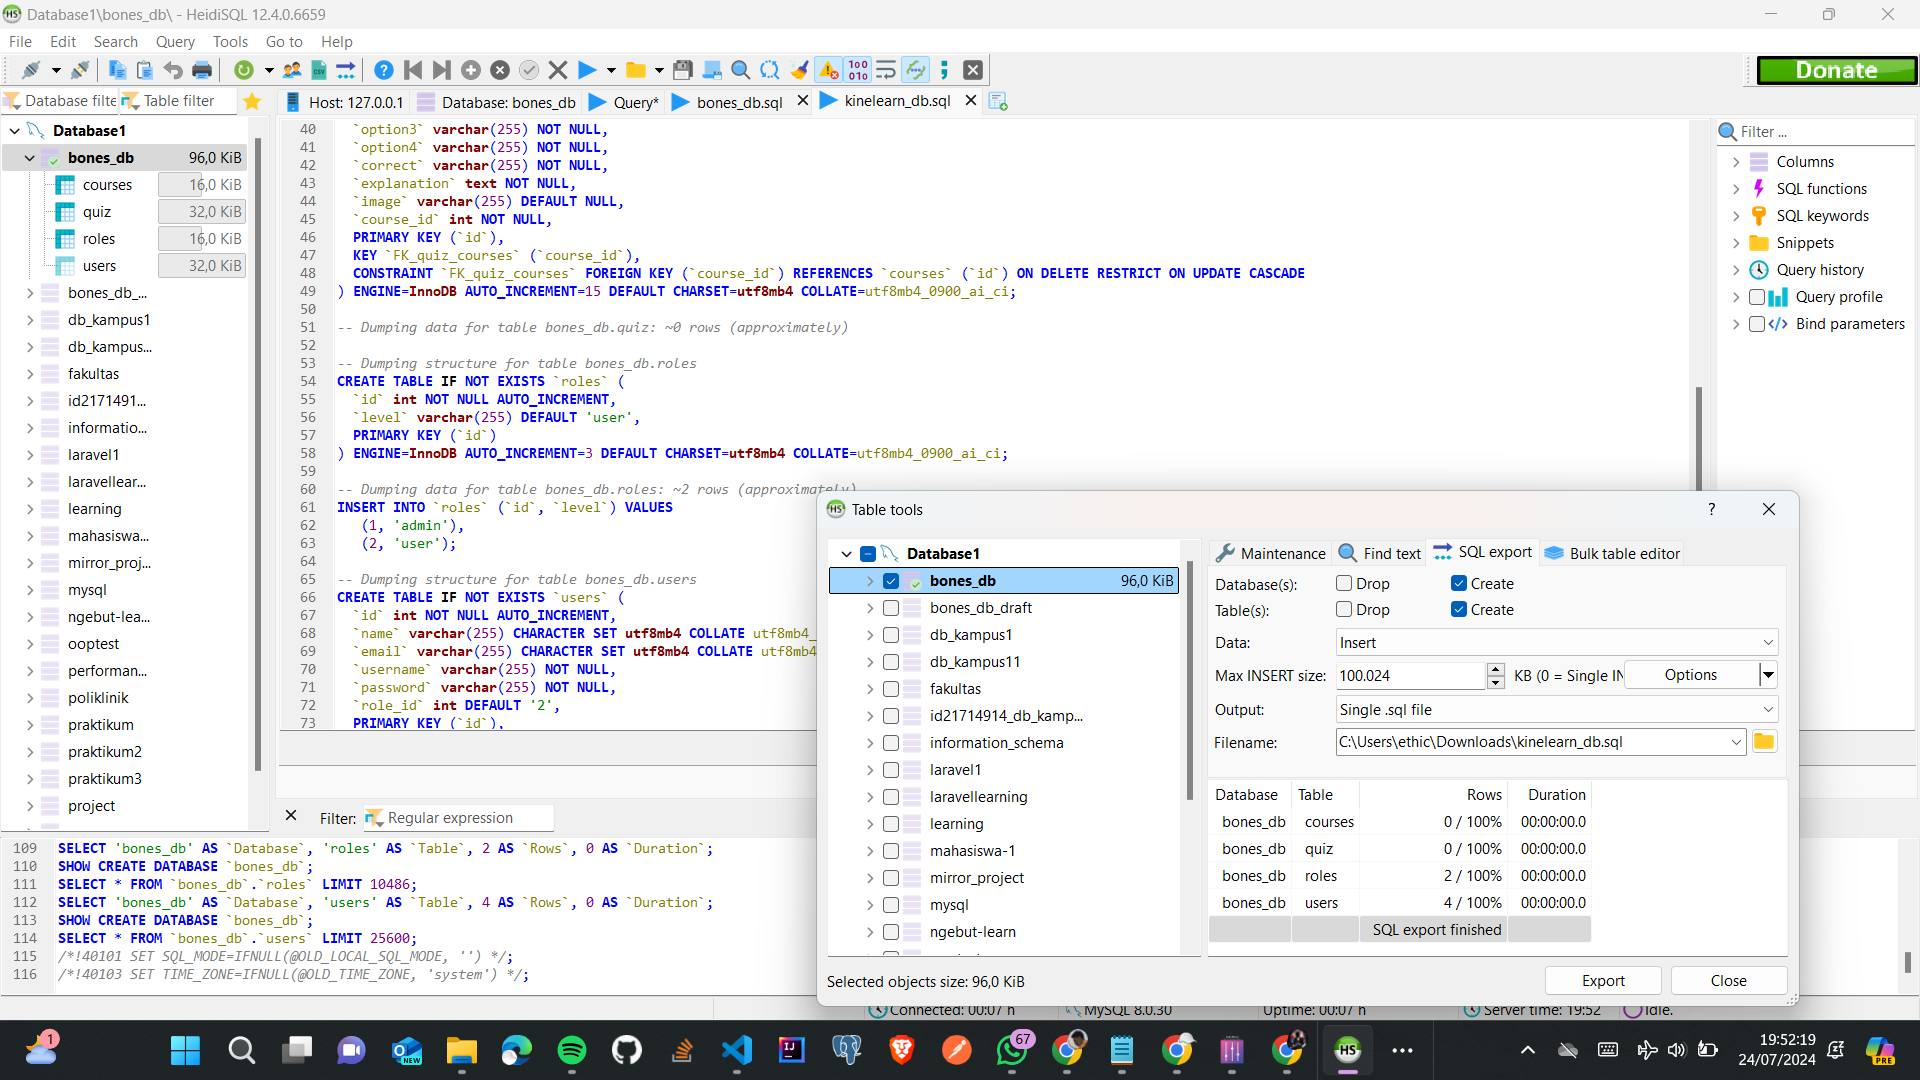 Database1\bones_db\ - HeidiSQL 12.4.0.6659
File Edit Search Query Tools Go to Help
Donate
Database filte Table filter
Host: 127.0.0.1 Database: bones_db Query* bones_db.sql kinelearn_db.sql
Database1
bones_db 96,0 KiB
courses 16,0 KiB
quiz 32,0 KiB
roles 16,0 KiB
users 32,0 KiB
bones_db_...
db_kampus1
db_kampus...
fakultas
id2171491...
informatio...
laravel1
laravellear...
learning
mahasiswa...
mirror_proj...
mysql
ngebut-lea...
ooptest
performan...
poliklinik
praktikum
praktikum2
praktikum3
project
40 `option3` varchar(255) NOT NULL,
41 `option4` varchar(255) NOT NULL,
42 `correct` varchar(255) NOT NULL,
43 `explanation` text NOT NULL,
44 `image` varchar(255) DEFAULT NULL,
45 `course_id` int NOT NULL,
46 PRIMARY KEY (`id`),
47 KEY `FK_quiz_courses` (`course_id`),
48 CONSTRAINT `FK_quiz_courses` FOREIGN KEY (`course_id`) REFERENCES `courses` (`id`) ON DELETE RESTRICT ON UPDATE CASCADE
49 ) ENGINE=InnoDB AUTO_INCREMENT=15 DEFAULT CHARSET=utf8mb4 COLLATE=utf8mb4_0900_ai_ci;
50
51 -- Dumping data for table bones_db.quiz: ~0 rows (approximately)
52
53 -- Dumping structure for table bones_db.roles
54 CREATE TABLE IF NOT EXISTS `roles` (
55 `id` int NOT NULL AUTO_INCREMENT,
56 `level` varchar(255) DEFAULT 'user',
57 PRIMARY KEY (`id`)
58 ) ENGINE=InnoDB AUTO_INCREMENT=3 DEFAULT CHARSET=utf8mb4 COLLATE=utf8mb4_0900_ai_ci;
59
60 -- Dumping data for table bones_db.roles: ~2 rows (approximately)
61 INSERT INTO `roles` (`id`, `level`) VALUES
62 (1, 'admin'),
63 (2, 'user');
64
65 -- Dumping structure for table bones_db.users
66 CREATE TABLE IF NOT EXISTS `users` (
67 `id` int NOT NULL AUTO_INCREMENT,
68 `name` varchar(255) CHARACTER SET utf8mb4 COLLATE utf8mb4_
69 `email` varchar(255) CHARACTER SET utf8mb4 COLLATE utf8mb4
70 `username` varchar(255) NOT NULL,
71 `password` varchar(255) NOT NULL,
72 `role_id` int DEFAULT '2',
73 PRIMARY KEY (`id`),
Filter ...
Columns
SQL functions
SQL keywords
Snippets
Query history
Query profile
Bind parameters
Filter: Regular expression
109 SELECT 'bones_db' AS `Database`, 'roles' AS `Table`, 2 AS `Rows`, 0 AS `Duration`;
110 SHOW CREATE DATABASE `bones_db`;
111 SELECT * FROM `bones_db`.`roles` LIMIT 10486;
112 SELECT 'bones_db' AS `Database`, 'users' AS `Table`, 4 AS `Rows`, 0 AS `Duration`;
113 SHOW CREATE DATABASE `bones_db`;
114 SELECT * FROM `bones_db`.`users` LIMIT 25600;
115 /*!40101 SET SQL_MODE=IFNULL(@OLD_LOCAL_SQL_MODE, '') */;
116 /*!40103 SET TIME_ZONE=IFNULL(@OLD_TIME_ZONE, 'system') */;
Table tools
Database1
bones_db 96,0 KiB
bones_db_draft
db_kampus1
db_kampus11
fakultas
id21714914_db_kamp...
information_schema
laravel1
laravellearning
learning
mahasiswa-1
mirror_project
mysql
ngebut-learn
Selected objects size: 96,0 KiB
Maintenance Find text SQL export Bulk table editor
Database(s): Drop Create
Table(s): Drop Create
Data: Insert
Max INSERT size: 100.024 KB (0 = Single IN Options
Output: Single .sql file
Filename: C:\Users\ethic\Downloads\kinelearn_db.sql
Database Table Rows Duration
bones_db courses 0 / 100% 00:00:00.0
bones_db quiz 0 / 100% 00:00:00.0
bones_db roles 2 / 100% 00:00:00.0
bones_db users 4 / 100% 00:00:00.0
SQL export finished
Export Close
Connected: 00:07 h MySQL 8.0.30 Uptime: 00:07 h Server time: 19:52 Idle.
1
NEW
67
HS
19:52:19
24/07/2024
PRE